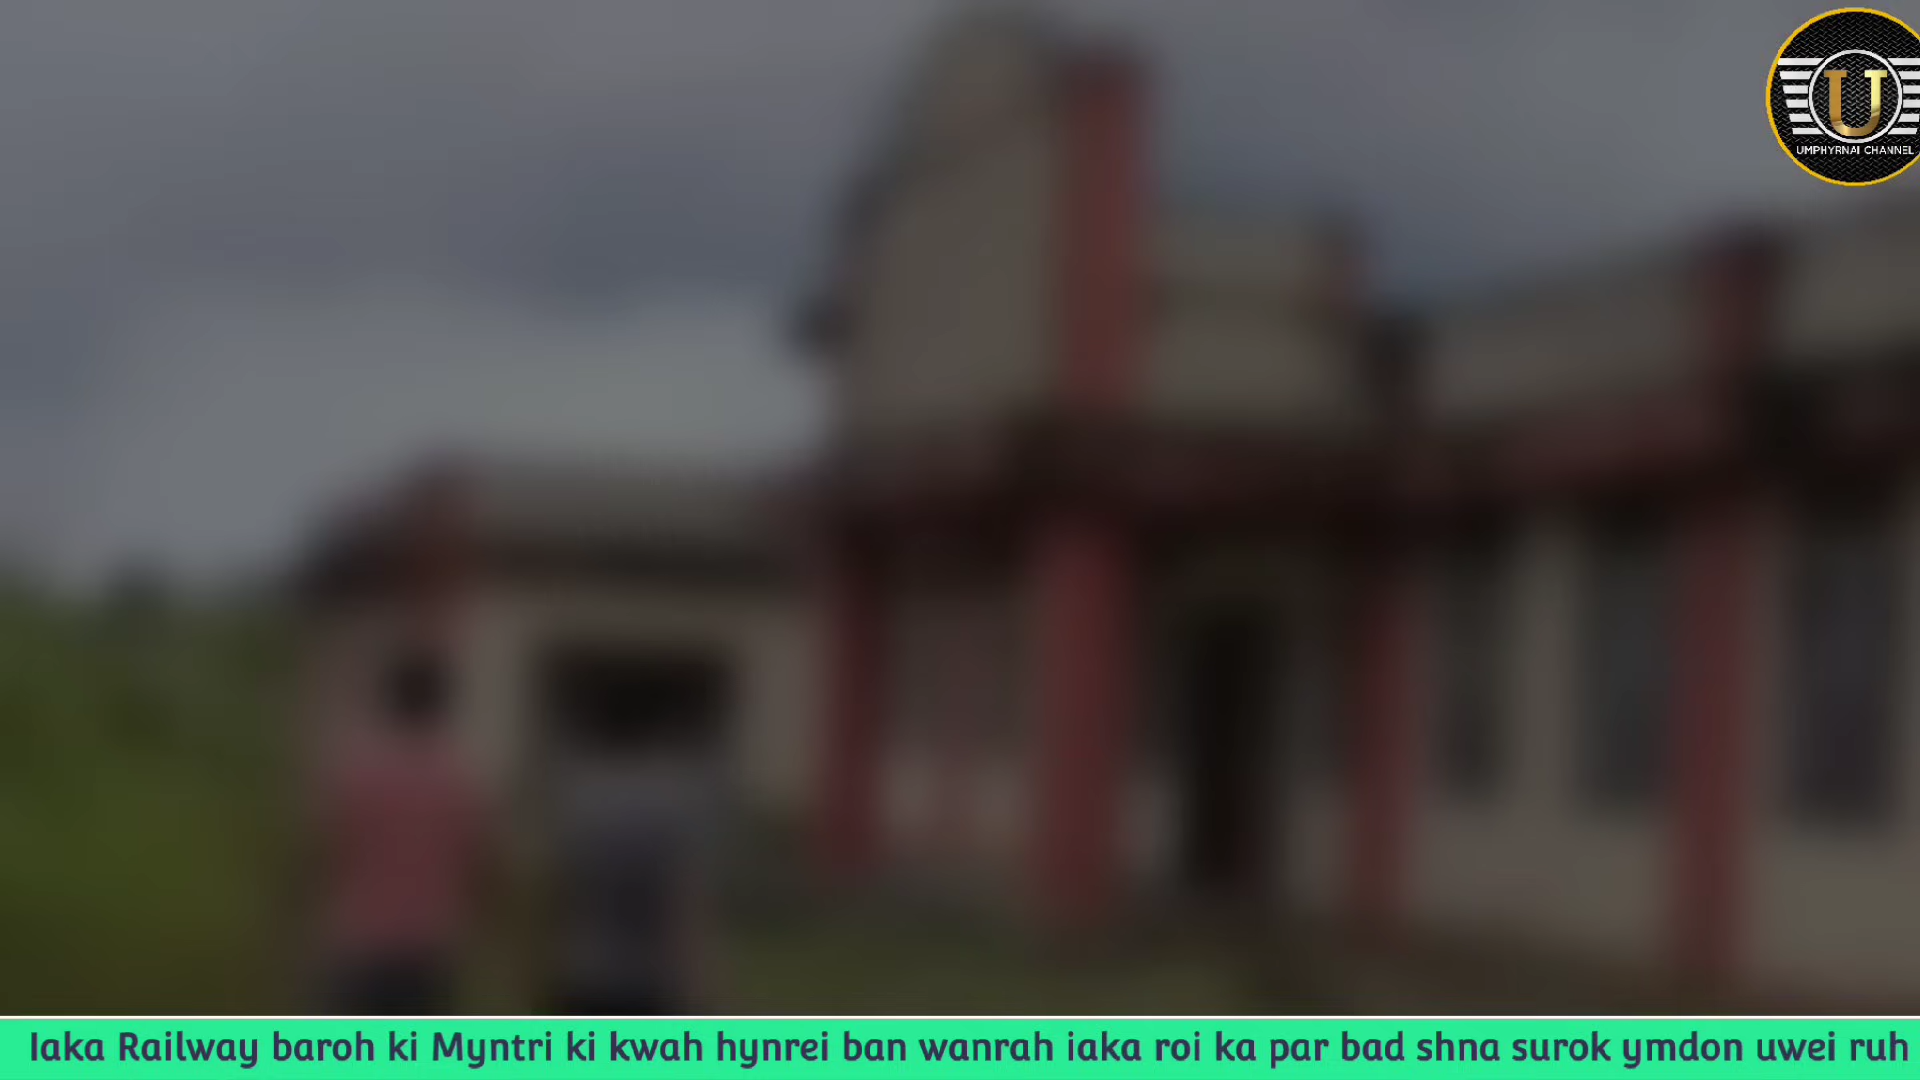 U
UMPHYRNAI CHANNEL
Iaka Railway baroh ki Myntri ki kwah hynrei ban wanrah iaka roi ka par bad shna surok ymdon uwei ruh